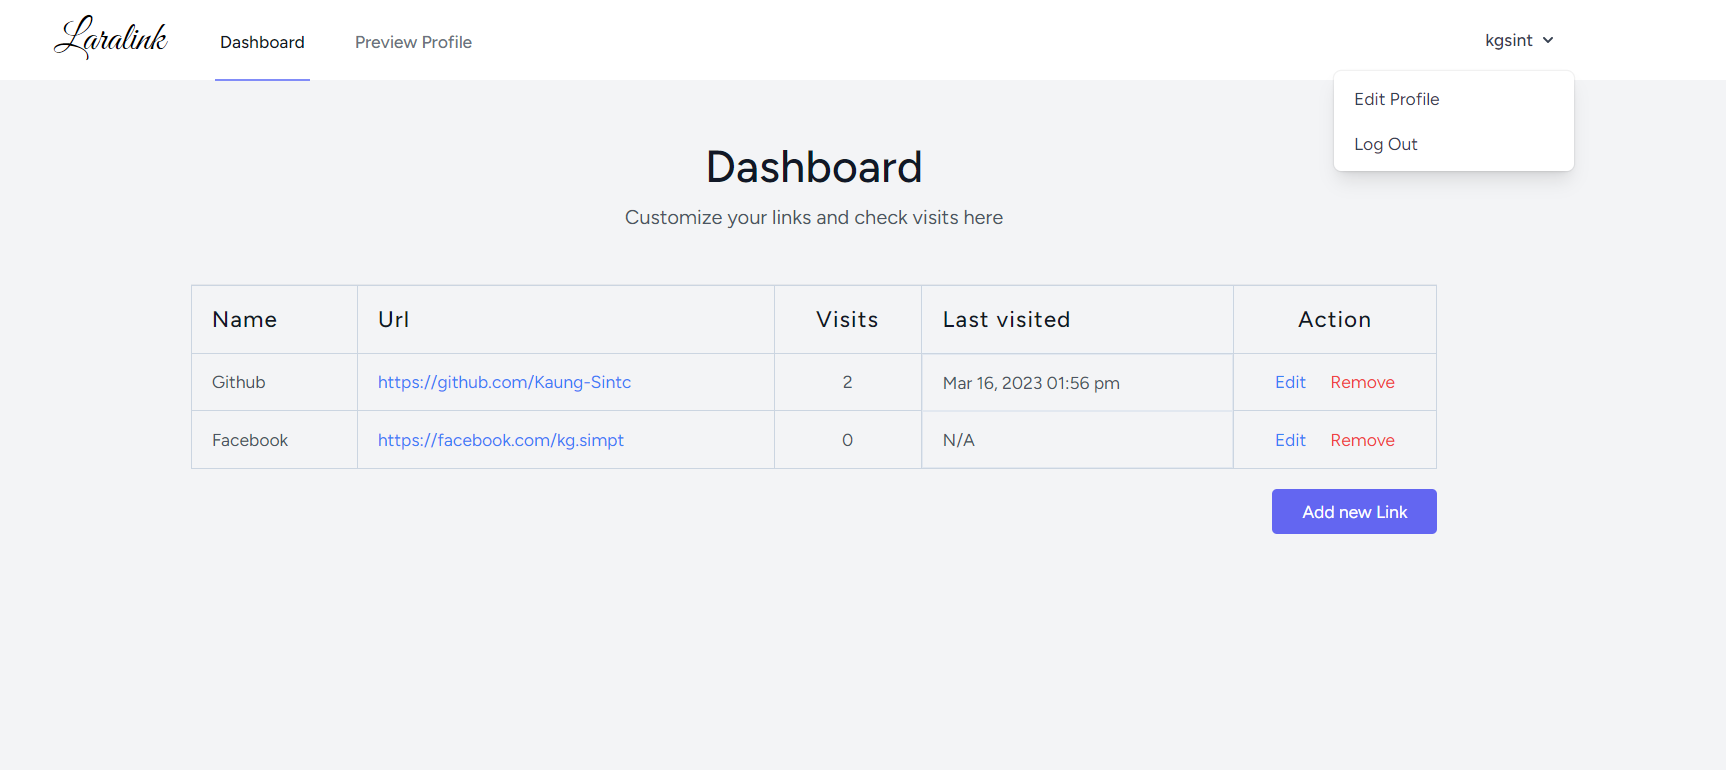 Laralink Dashboard Preview Profile kgsint
Edit Profile
Log Out
Dashboard
Customize your links and check visits here
Name Url Visits Last visited Action
Github https://github.com/Kaung-Sintc 2 Mar 16, 2023 01:56 pm Edit Remove
Facebook https://facebook.com/kg.simpt 0 N/A Edit Remove
Add new Link